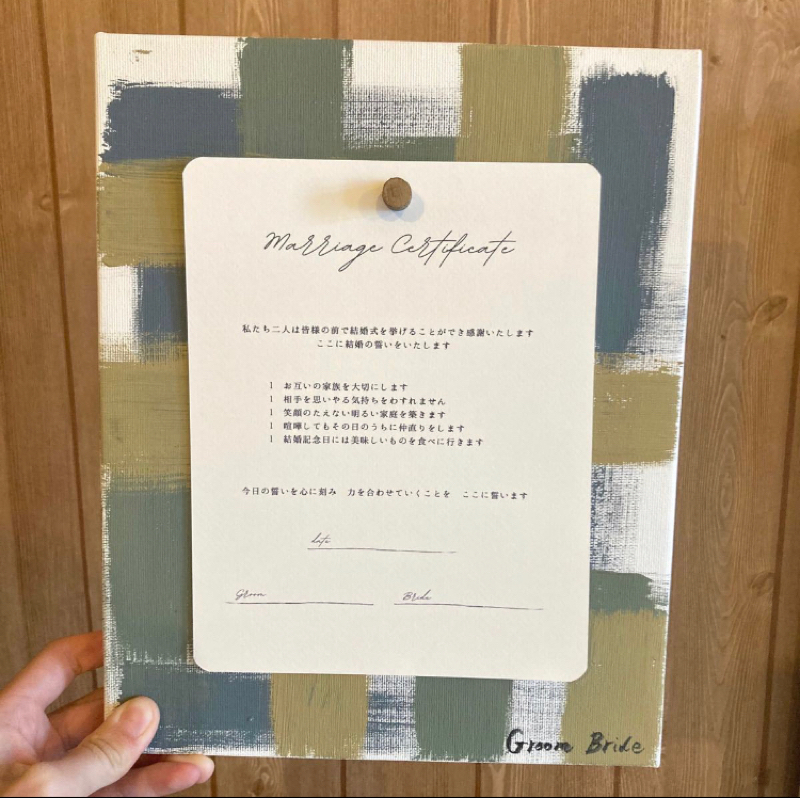 Marriage Certificate
私たち二人は皆様の前で結婚式を挙げることができ感謝いたします
ここに結婚の誓いをいたします
1 お互いの家族を大切にします
1 相手を思いやる気持ちをわすれません
1 笑顔のたえない明るい家庭を築きます
1 喧嘩してもその日のうちに仲直りをします
1 結婚記念日には美味しいものを食べに行きます
今日の誓いを心に刻み 力を合わせていくことを ここに誓います
date
Groom Bride
Groom Bride